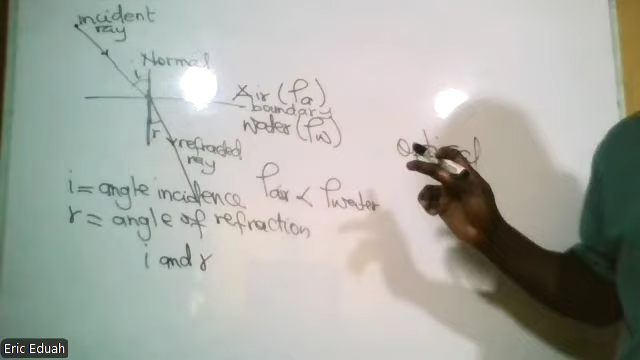 incident
ray
Normal
i
Air (ρa)
boundary
water (ρw)
r
refracted
ray
i = angle incidence
ρair < ρwater
r = angle of refraction
i and r
Eric Eduah